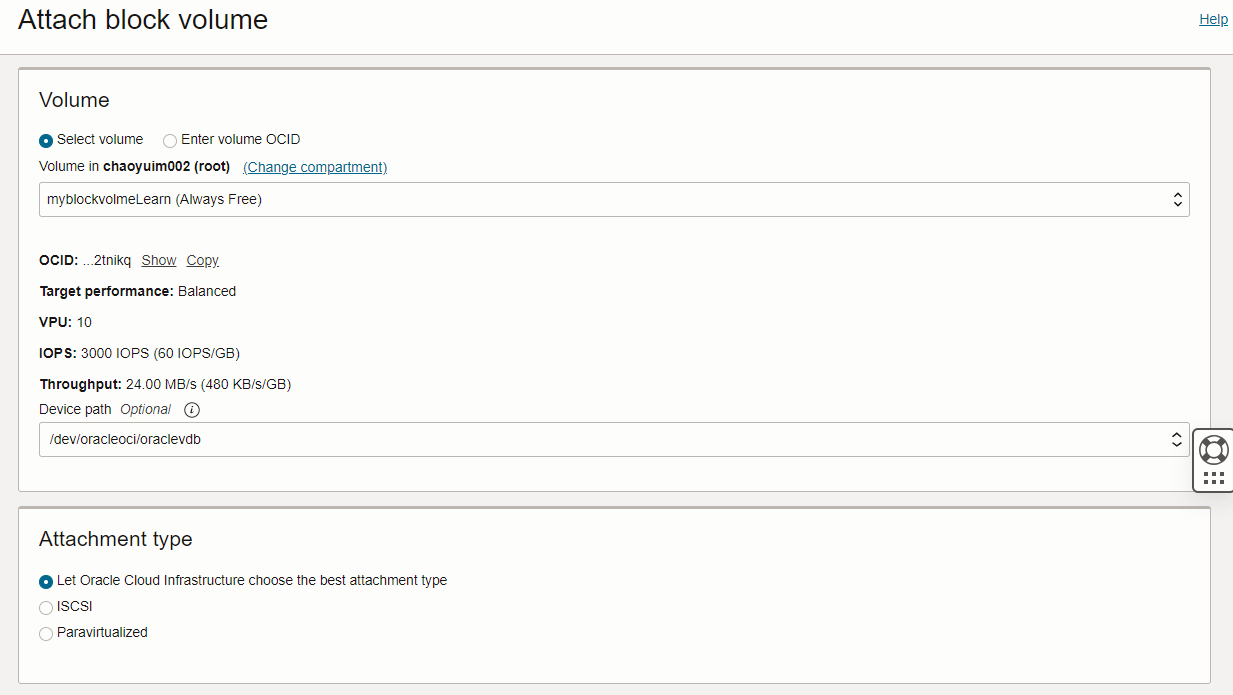 Attach block volume
Help
Volume
Select volume
Enter volume OCID
Volume in chaoyuim002 (root) (Change compartment)
myblockvolmeLearn (Always Free)
OCID: ...2tnikq Show Copy
Target performance: Balanced
VPU: 10
IOPS: 3000 IOPS (60 IOPS/GB)
Throughput: 24.00 MB/s (480 KB/s/GB)
Device path Optional
/dev/oracleoci/oraclevdb
Attachment type
Let Oracle Cloud Infrastructure choose the best attachment type
ISCSI
Paravirtualized